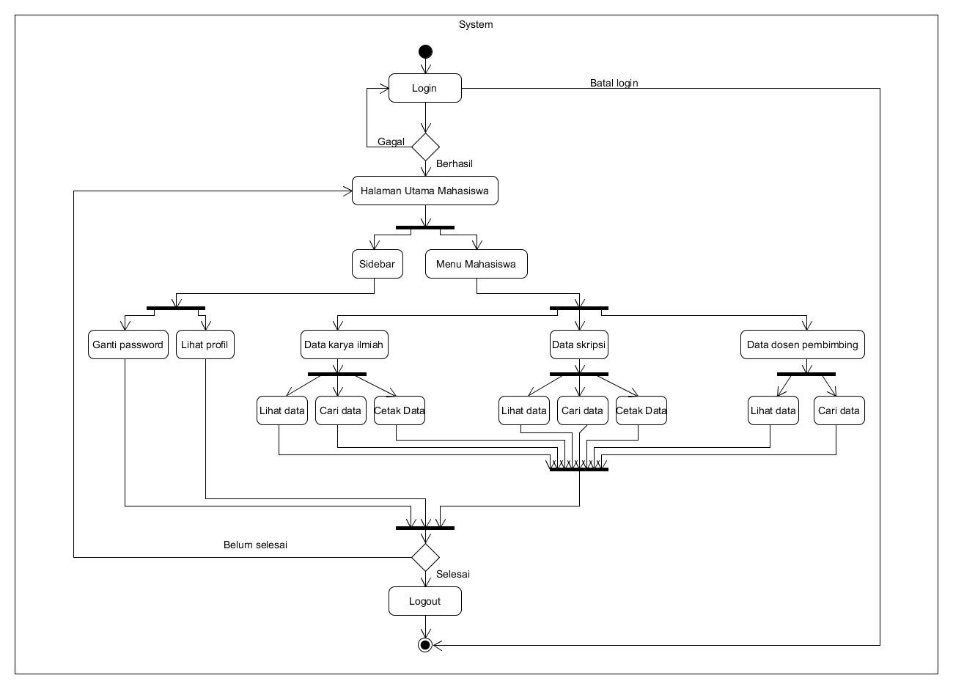 System
Login
Batal login
Gagal
Berhasil
Halaman Utama Mahasiswa
Sidebar
Menu Mahasiswa
Ganti password
Lihat profil
Data karya ilmiah
Data skripsi
Data dosen pembimbing
Lihat data
Cari data
Cetak Data
Lihat data
Cari data
Cetak Data
Lihat data
Cari data
Belum selesai
Selesai
Logout